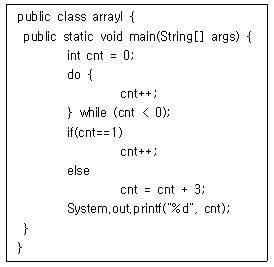 public class arrayl {
public static void main(String[] args) {
int cnt = 0;
do {
cnt++;
} while (cnt < 0);
if(cnt==1)
cnt++;
else
cnt = cnt + 3;
System.out.printf("%d", cnt);
}
}